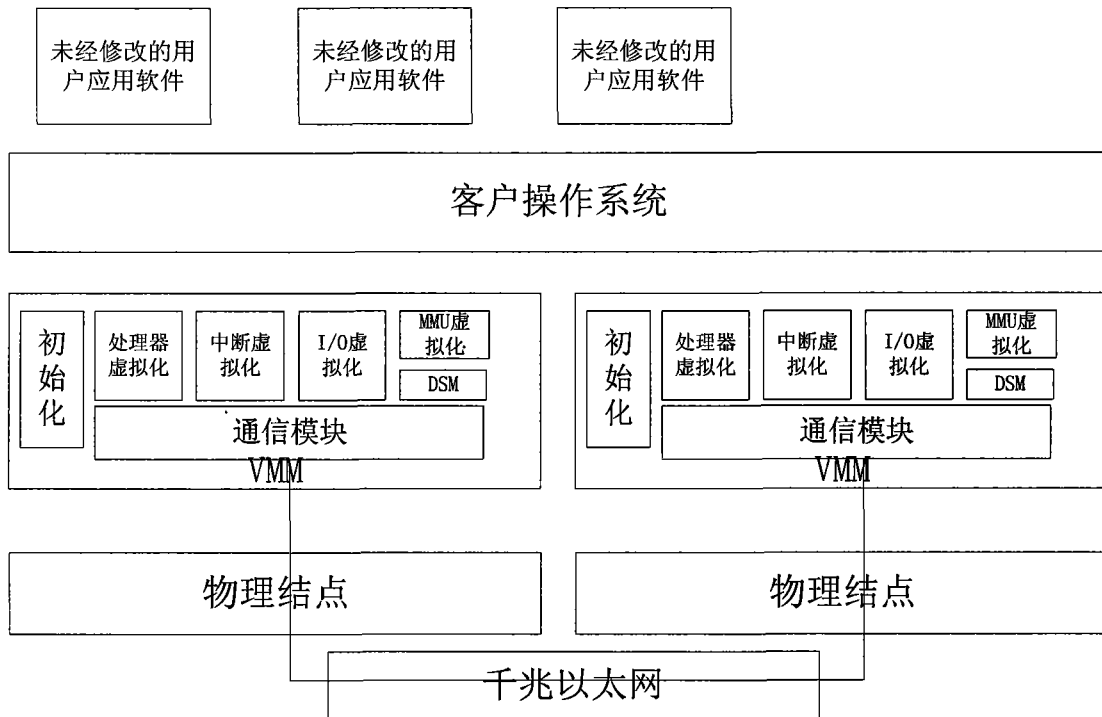 未经修改的用
户应用软件
未经修改的用
户应用软件
未经修改的用
户应用软件
客户操作系统
初
始
化
处理器
虚拟化
中断虚
拟化
I/O虚
拟化
MMU虚
拟化
DSM
通信模块
VMM
初
始
化
处理器
虚拟化
中断虚
拟化
I/O虚
拟化
MMU虚
拟化
DSM
通信模块
VMM
物理结点
物理结点
千兆以太网